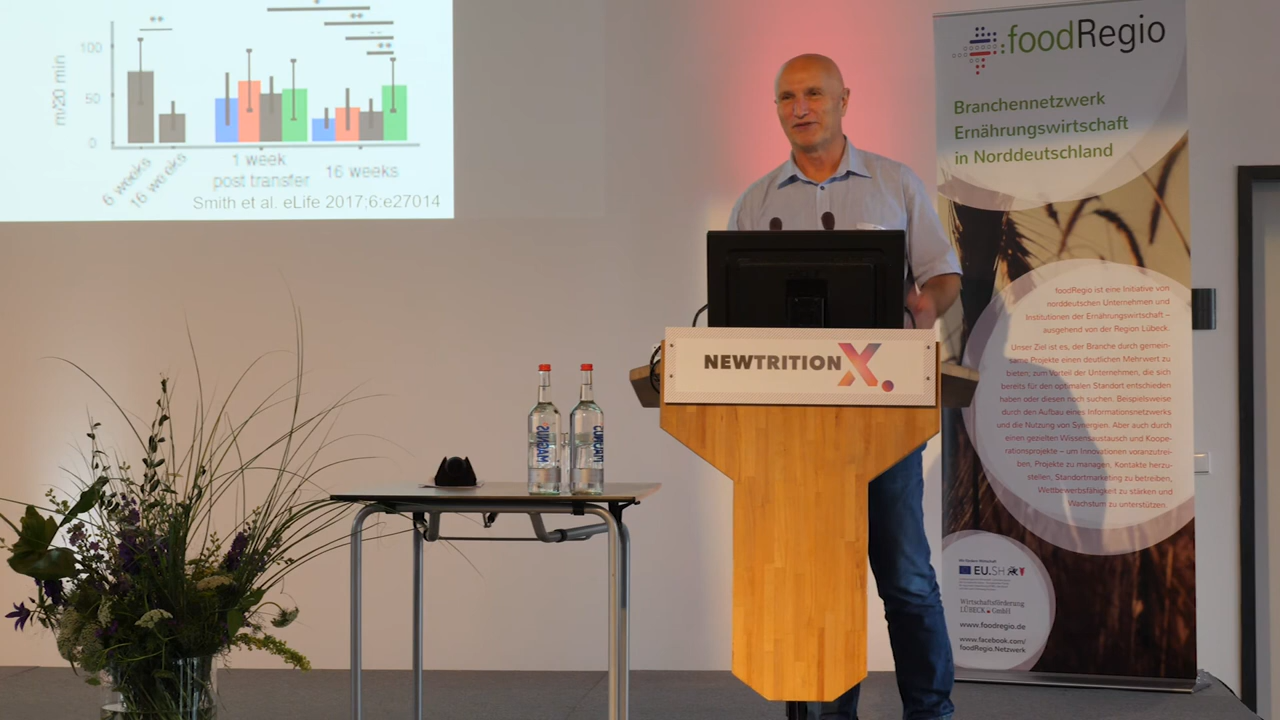 **
100
50
0
m/20 min
6 weeks
16 weeks
1 week
post transfer
16 weeks
Smith et al. eLife 2017;6:e27014
NEWTRITION X.
foodRegio
Branchennetzwerk
Ernährungswirtschaft
in Norddeutschland
foodRegio ist eine Initiative von
norddeutschen Unternehmen und
Institutionen der Ernährungswirtschaft –
ausgehend von der Region Lübeck.
Unser Ziel ist es, der Branche durch gemein-
same Projekte einen deutlichen Mehrwert zu
bieten, zum Vorteil der Unternehmen, die sich
bereits für den optimalen Standort entschieden
haben oder diesen noch suchen. Beispielsweise
durch den Aufbau eines Informationsnetzwerks
und die Nutzung von Synergien. Aber auch durch
einen gezielten Wissensaustausch und Koope-
rationsprojekte – um Innovationen voranzutrei-
ben, Projekte zu managen, Kontakte herzu-
stellen, Standortmarketing zu betreiben,
Wettbewerbsfähigkeit zu stärken und
Wachstum zu unterstützen.
EU.SH
Wirtschaftsförderung
LÜBECK GmbH
www.foodregio.de
www.facebook.com/
foodRegio.Netzwerk